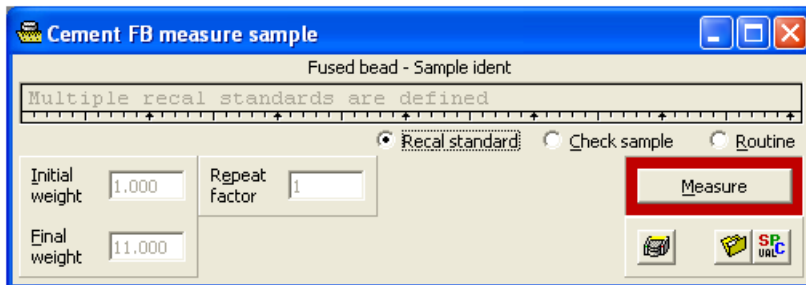 Cement FB measure sample
Fused bead - Sample ident
Multiple recal standards are defined
Recal standard Check sample Routine
Initial weight 1.000 Repeat factor 1 Measure
Final weight 11.000 SPC VAL